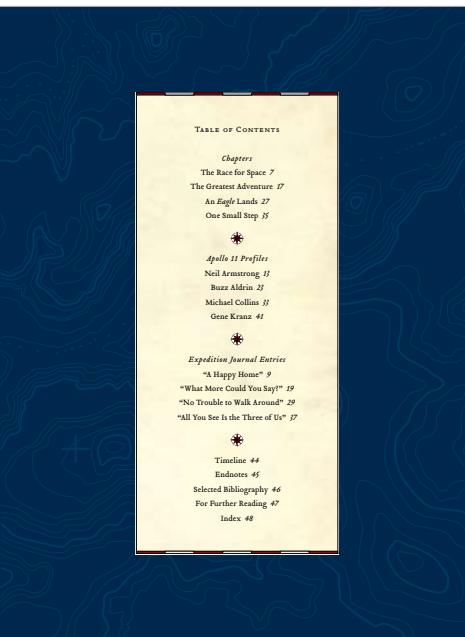 Table of Contents
Chapters
The Race for Space 7
The Greatest Adventure 17
An Eagle Lands 27
One Small Step 35
Apollo 11 Profiles
Neil Armstrong 13
Buzz Aldrin 23
Michael Collins 33
Gene Kranz 41
Expedition Journal Entries
“A Happy Home” 9
“What More Could You Say?” 19
“No Trouble to Walk Around” 29
“All You See Is the Three of Us” 37
Timeline 44
Endnotes 45
Selected Bibliography 46
For Further Reading 47
Index 48